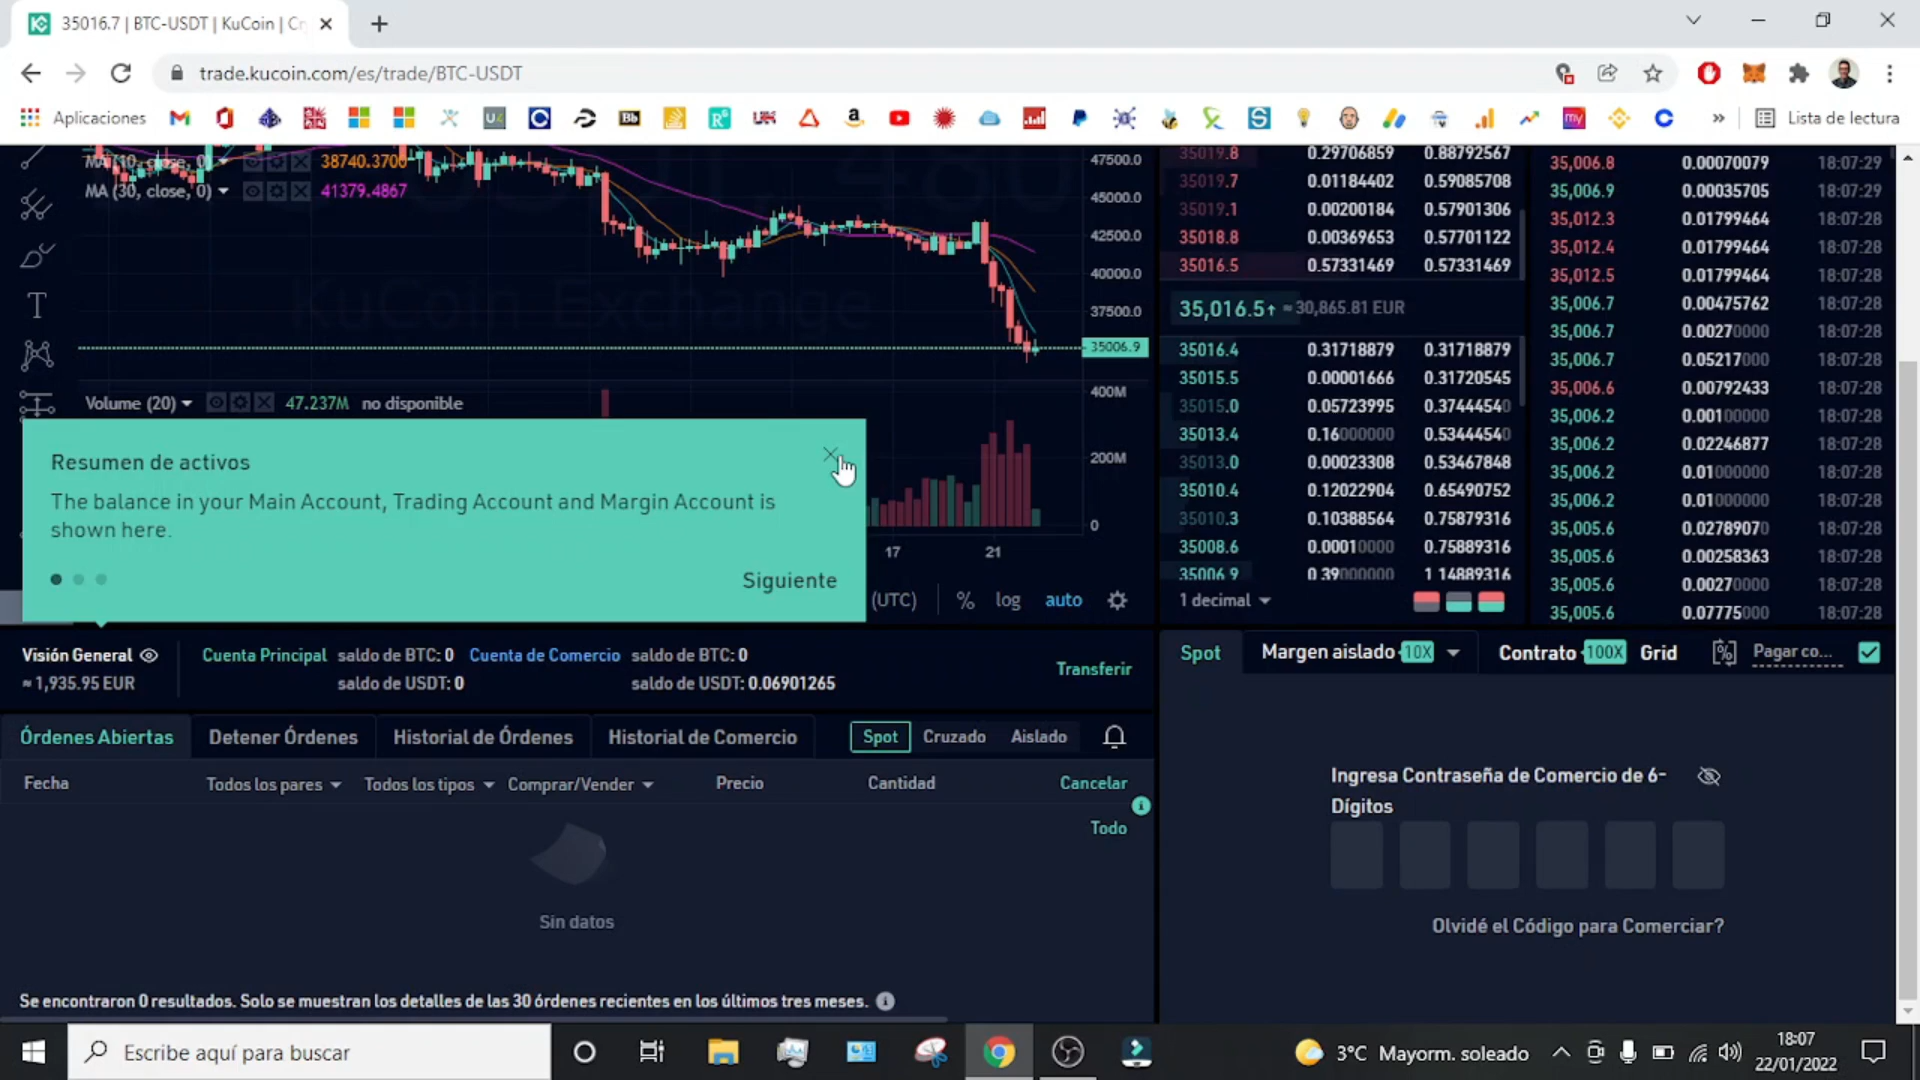 35016.7 | BTC-USDT | KuCoin | Cr
trade.kucoin.com/es/trade/BTC-USDT
Aplicaciones
Lista de lectura
MA (10, close, 0) 38740.3700
MA (30, close, 0) 41379.4867
KuCoin Exchange
47500.0
45000.0
42500.0
40000.0
37500.0
35006.9
Volume (20) 47.237M no disponible
400M
200M
0
17 21
(UTC) % log auto
Resumen de activos
The balance in your Main Account, Trading Account and Margin Account is
shown here.
Siguiente
35019.8 0.29706859 0.88792567
35019.7 0.01184402 0.59085708
35019.1 0.00200184 0.57901306
35018.8 0.00369653 0.57701122
35016.5 0.57331469 0.57331469
35,016.5↑ ≈30,865.81 EUR
35016.4 0.31718879 0.31718879
35015.5 0.00001666 0.31720545
35015.0 0.05723995 0.37444540
35013.4 0.16000000 0.53444540
35013.0 0.00023308 0.53467848
35010.4 0.12022904 0.65490752
35010.3 0.10388564 0.75879316
35008.6 0.00010000 0.75889316
35006.9 0.39000000 1.14889316
1 decimal
35,006.8 0.00070079 18:07:29
35,006.9 0.00035705 18:07:29
35,012.3 0.01799464 18:07:28
35,012.4 0.01799464 18:07:28
35,012.5 0.01799464 18:07:28
35,006.7 0.00475762 18:07:28
35,006.7 0.00270000 18:07:28
35,006.7 0.05217000 18:07:28
35,006.6 0.00792433 18:07:28
35,006.2 0.00100000 18:07:28
35,006.2 0.02246877 18:07:28
35,006.2 0.01000000 18:07:28
35,006.2 0.01000000 18:07:28
35,005.6 0.02789070 18:07:28
35,005.6 0.00258363 18:07:28
35,005.6 0.00270000 18:07:28
35,005.6 0.07775000 18:07:28
Visión General
≈ 1,935.95 EUR
Cuenta Principal saldo de BTC: 0 Cuenta de Comercio saldo de BTC: 0
saldo de USDT: 0 saldo de USDT: 0.06901265
Transferir
Órdenes Abiertas Detener Órdenes Historial de Órdenes Historial de Comercio Spot Cruzado Aislado
Fecha Todos los pares Todos los tipos Comprar/Vender Precio Cantidad Cancelar
Todo
Sin datos
Se encontraron 0 resultados. Solo se muestran los detalles de las 30 órdenes recientes en los últimos tres meses.
Spot Margen aislado 10X Contrato 100X Grid Pagar co...
Ingresa Contraseña de Comercio de 6-
Dígitos
Olvidé el Código para Comerciar?
Escribe aquí para buscar
3°C Mayorm. soleado
18:07
22/01/2022